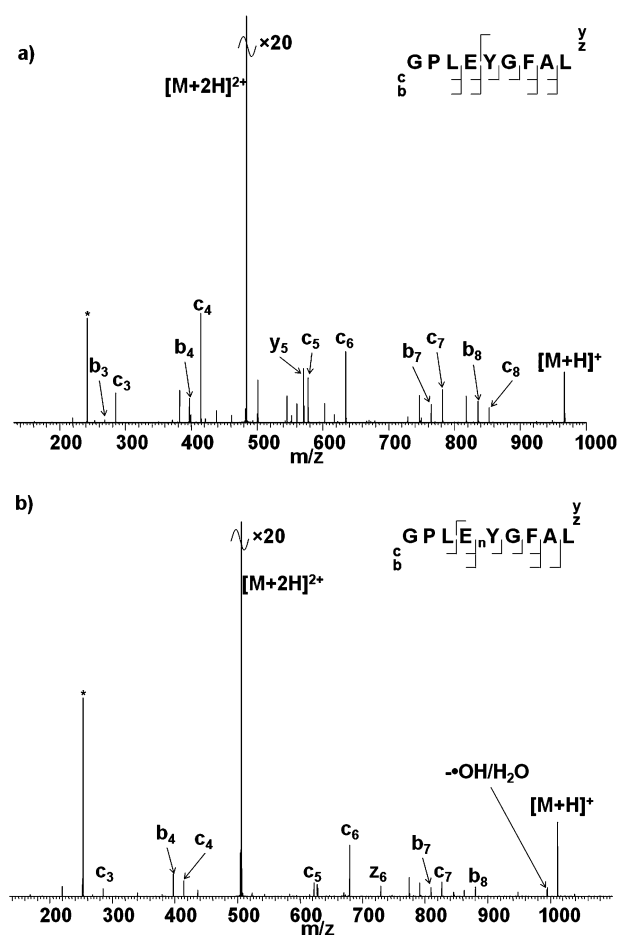 a)
×20
[M+2H]²⁺
y
z
G P L E Y G F A L
c
b
*
b₃
c₃
b₄
c₄
y₅
c₅
c₆
b₇
c₇
b₈
c₈
[M+H]⁺
200 300 400 500 600 700 800 900 1000
m/z
b)
×20
[M+2H]²⁺
y
z
G P L E nY G F A L
c
b
*
-•OH/H₂O
[M+H]⁺
c₃
b₄
c₄
c₅
c₆
z₆
b₇
c₇
b₈
200 300 400 500 600 700 800 900 1000
m/z